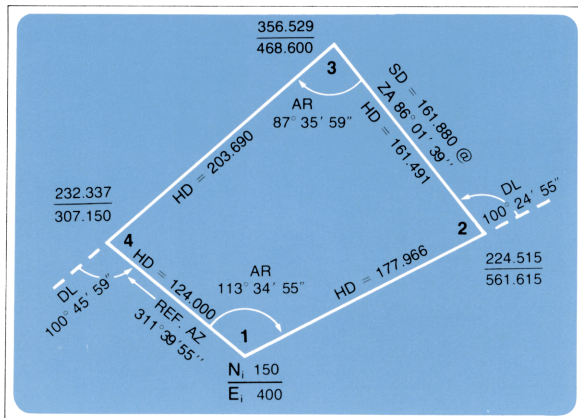 356.529
468.600
3
AR
87° 35′ 59″
SD = 161.880 @
ZA 86° 01′ 39″
HD = 161.491
HD = 203.690
DL
100° 24′ 55″
2
224.515
561.615
232.337
307.150
4
HD = 124.000
DL
100° 45′ 59″
REF. AZ
311°39′55″
AR
113° 34′ 55″
HD = 177.966
1
Nᵢ 150
Eᵢ 400